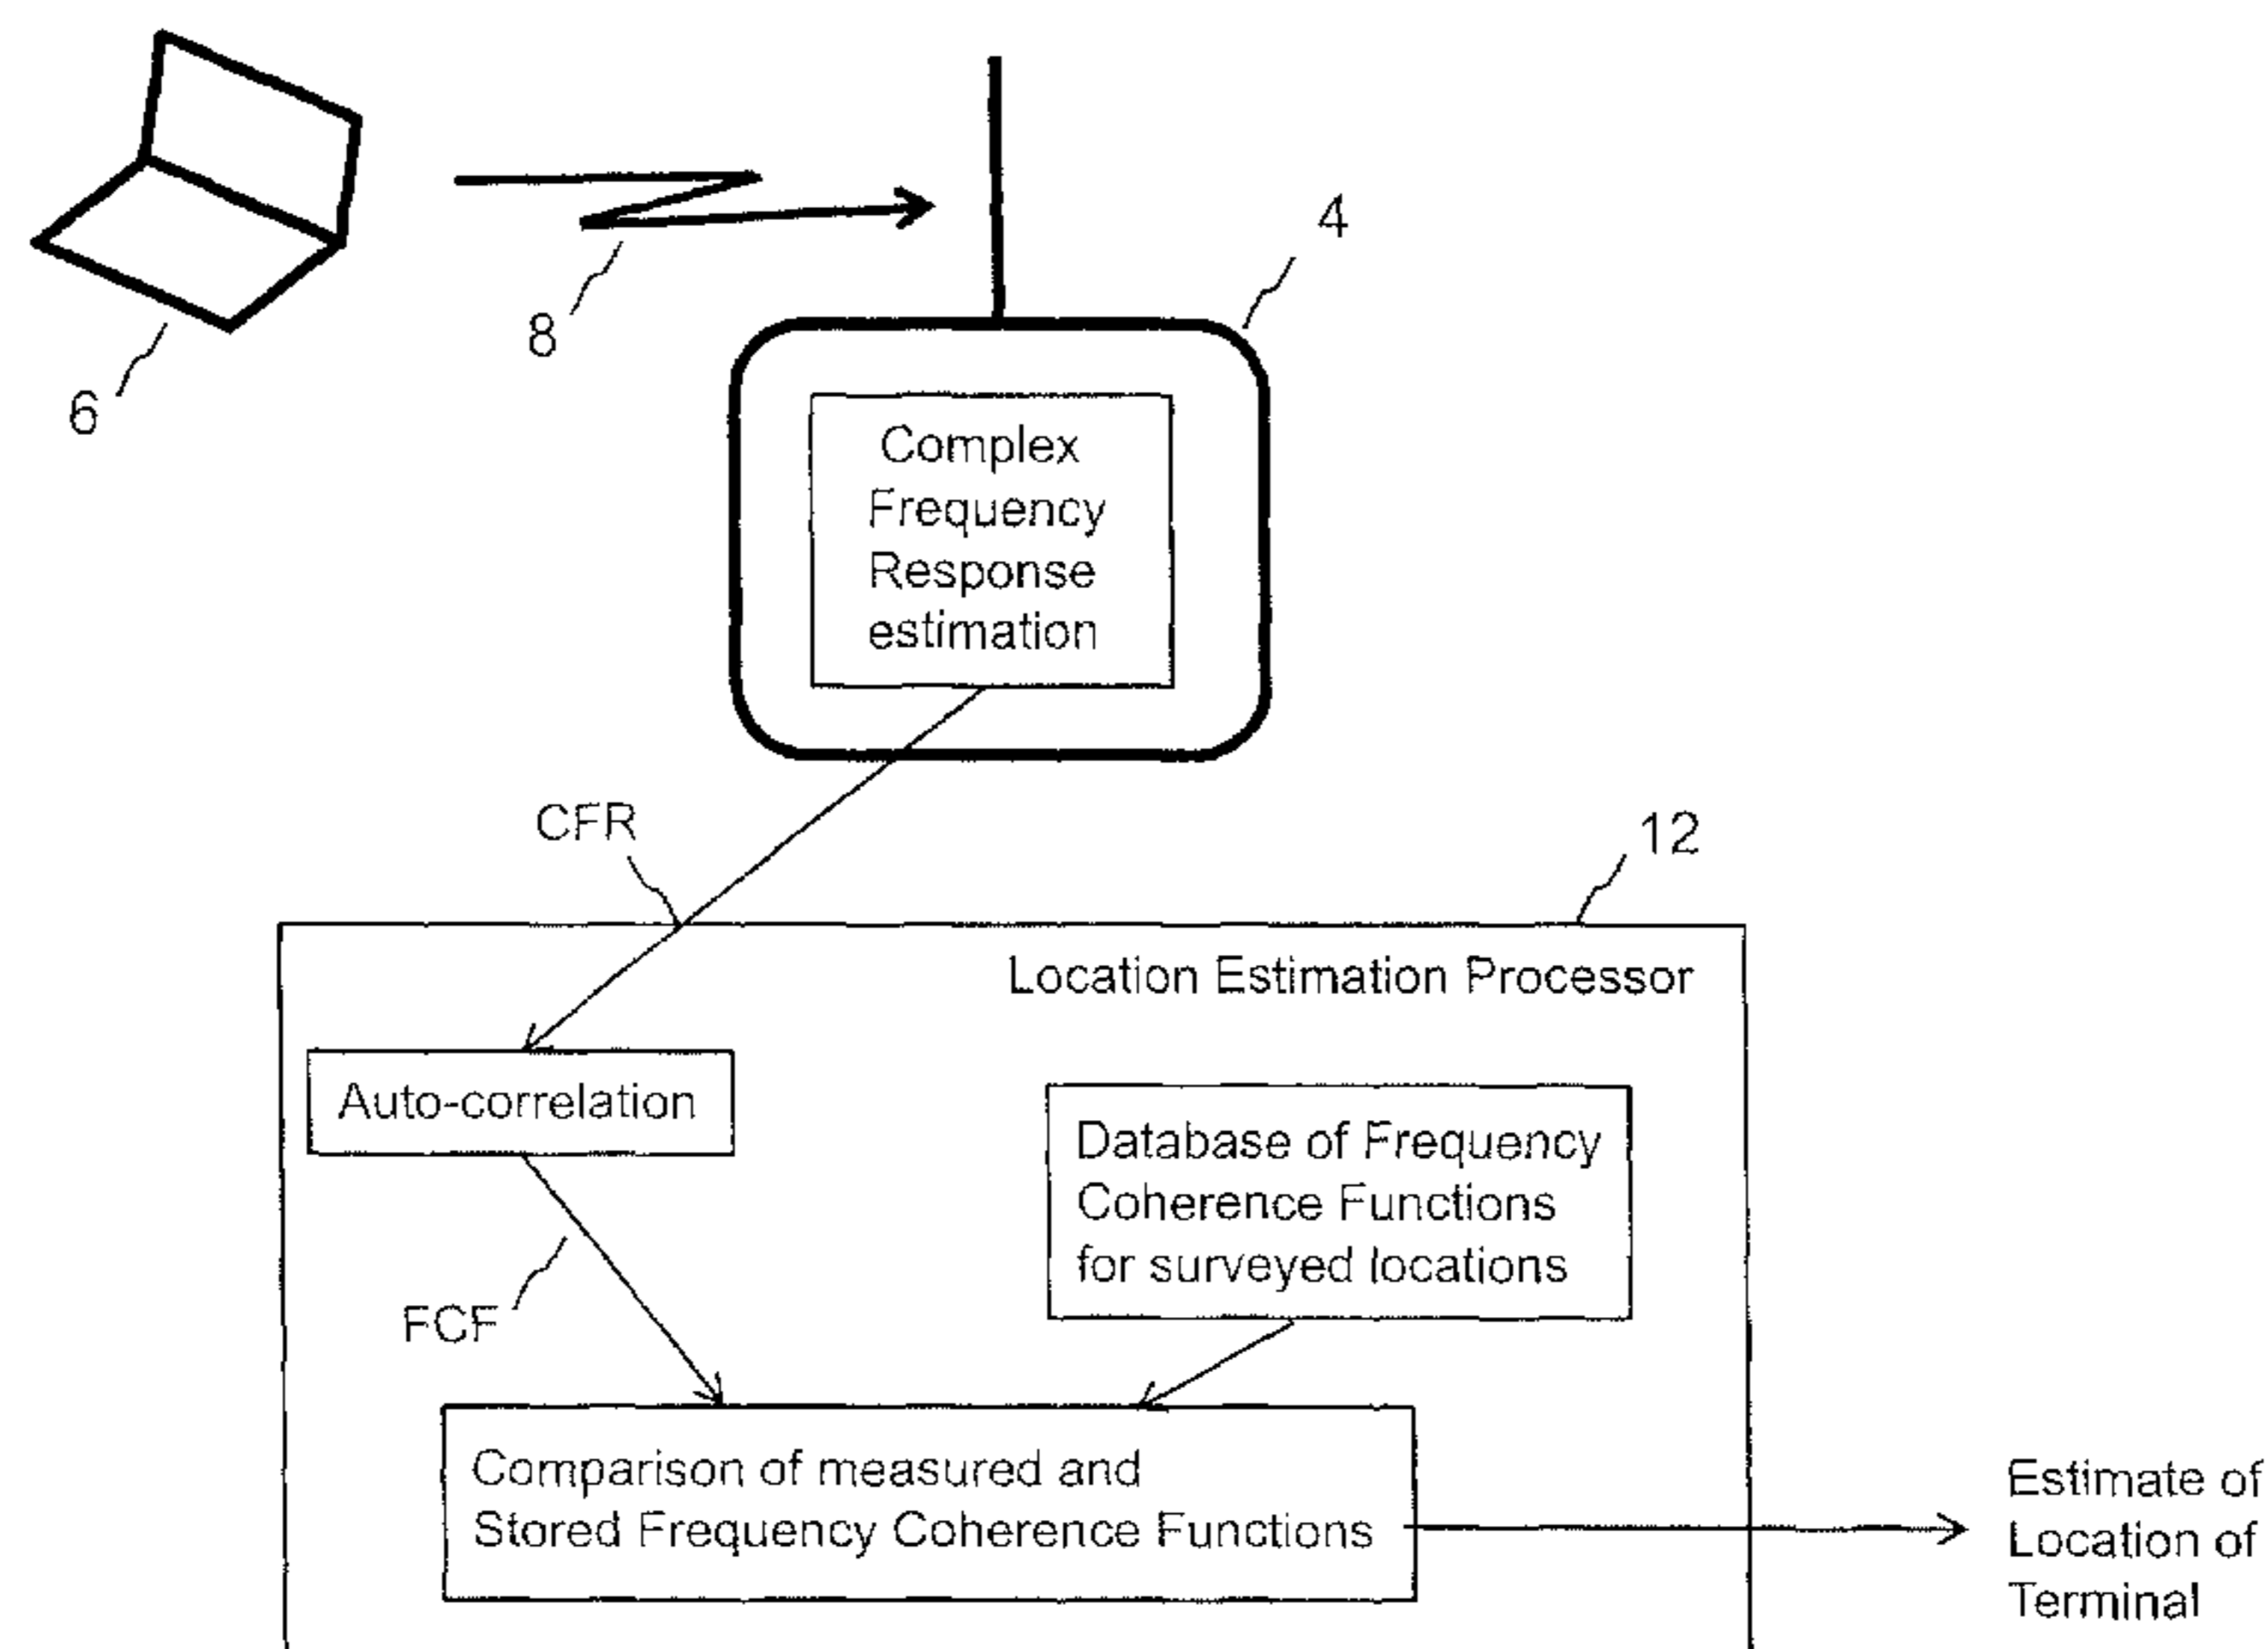 4
8
6
Complex
Frequency
Response
estimation
CFR
12
Location Estimation Processor
Auto-correlation
Database of Frequency
Coherence Functions
for surveyed locations
FCF
Comparison of measured and
Stored Frequency Coherence Functions
Estimate of
Location of
Terminal